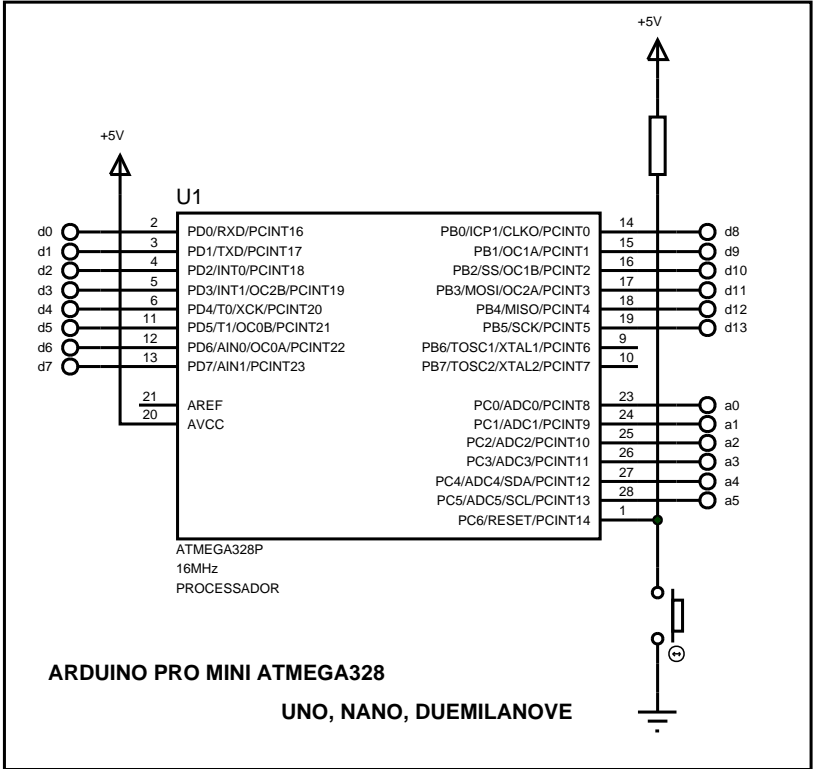 +5V
+5V
U1
d0 2 PD0/RXD/PCINT16 PB0/ICP1/CLKO/PCINT0 14 d8
d1 3 PD1/TXD/PCINT17 PB1/OC1A/PCINT1 15 d9
d2 4 PD2/INT0/PCINT18 PB2/SS/OC1B/PCINT2 16 d10
d3 5 PD3/INT1/OC2B/PCINT19 PB3/MOSI/OC2A/PCINT3 17 d11
d4 6 PD4/T0/XCK/PCINT20 PB4/MISO/PCINT4 18 d12
d5 11 PD5/T1/OC0B/PCINT21 PB5/SCK/PCINT5 19 d13
d6 12 PD6/AIN0/OC0A/PCINT22 PB6/TOSC1/XTAL1/PCINT6 9
d7 13 PD7/AIN1/PCINT23 PB7/TOSC2/XTAL2/PCINT7 10
21 AREF PC0/ADC0/PCINT8 23 a0
20 AVCC PC1/ADC1/PCINT9 24 a1
PC2/ADC2/PCINT10 25 a2
PC3/ADC3/PCINT11 26 a3
PC4/ADC4/SDA/PCINT12 27 a4
PC5/ADC5/SCL/PCINT13 28 a5
PC6/RESET/PCINT14 1
ATMEGA328P
16MHz
PROCESSADOR
ARDUINO PRO MINI ATMEGA328
UNO, NANO, DUEMILANOVE